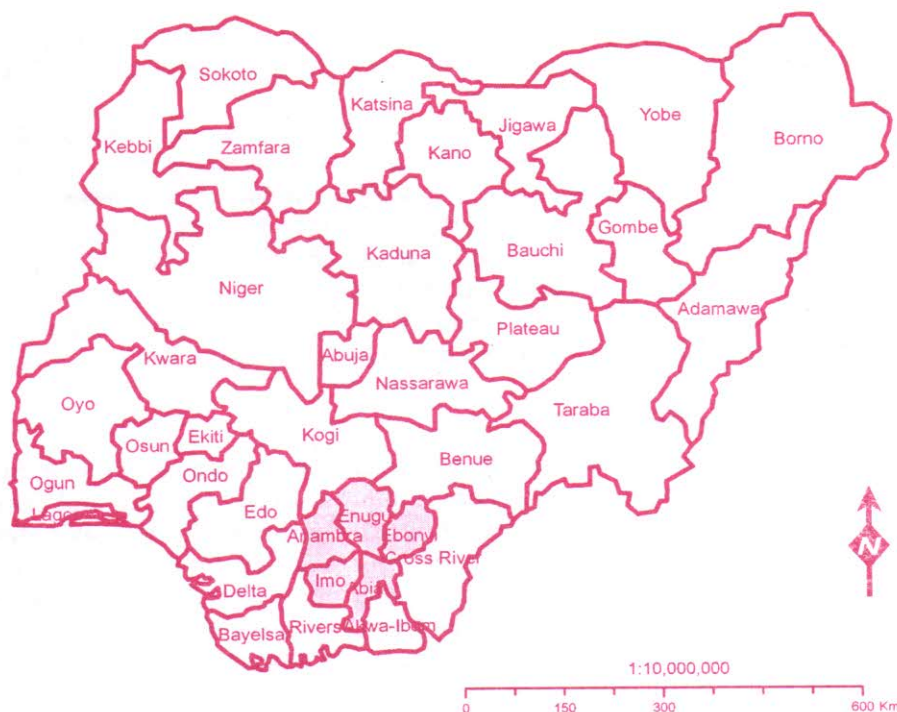 Sokoto
Katsina
Kebbi
Zamfara
Kano
Jigawa
Yobe
Borno
Kaduna
Bauchi
Gombe
Niger
Adamawa
Plateau
Abuja
Kwara
Nassarawa
Oyo
Taraba
Osun
Ekiti
Kogi
Benue
Ogun
Ondo
Lagos
Edo
Enugu
Anambra
Ebonyi
Cross River
N
Delta
Imo
Abia
Bayelsa
Rivers
Akwa-Ibom
1:10,000,000
0 150 300 600 Km